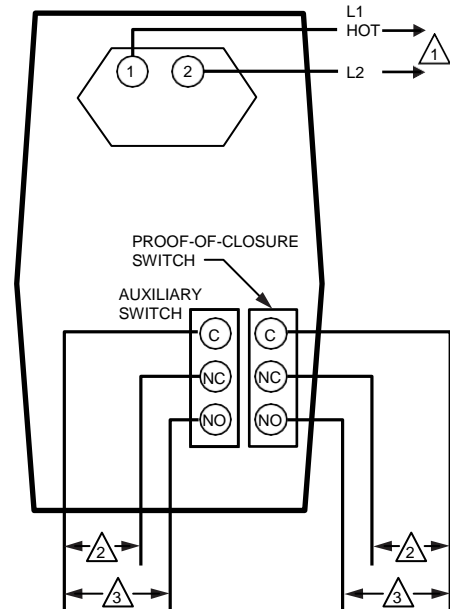 L1
HOT
1
1
2
L2
PROOF-OF-CLOSURE
SWITCH
AUXILIARY
SWITCH
C
C
NC
NC
NO
NO
2
2
3
3